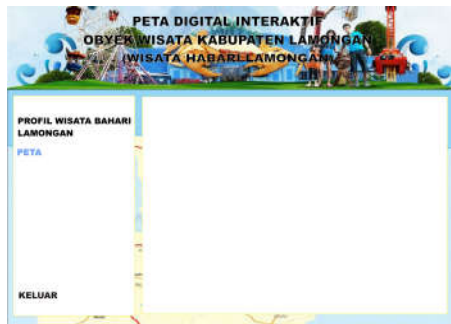 PETA DIGITAL INTERAKTIF
OBYEK WISATA KABUPATEN LAMONGAN
(WISATA HABARI LAMONGAN)
PROFIL WISATA BAHARI
LAMONGAN
PETA
KELUAR